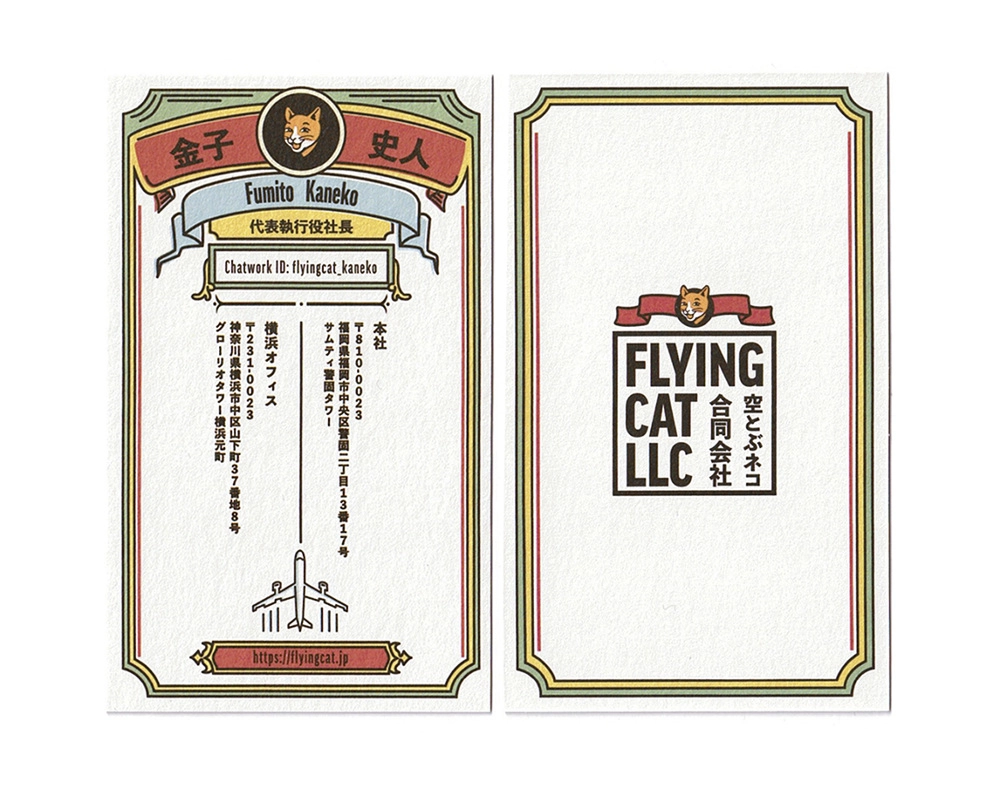 金子 史人
Fumito Kaneko
代表執行役社長
Chatwork ID: flyingcat_kaneko
本社
〒810-0023
福岡県福岡市中央区警固二丁目13番17号
サムティ警固タワー
横浜オフィス
〒231-0023
神奈川県横浜市中区山下町37番地8号
グローリオタワー横浜元町
https://flyingcat.jp
FLYING
CAT
LLC
空とぶネコ
合同会社